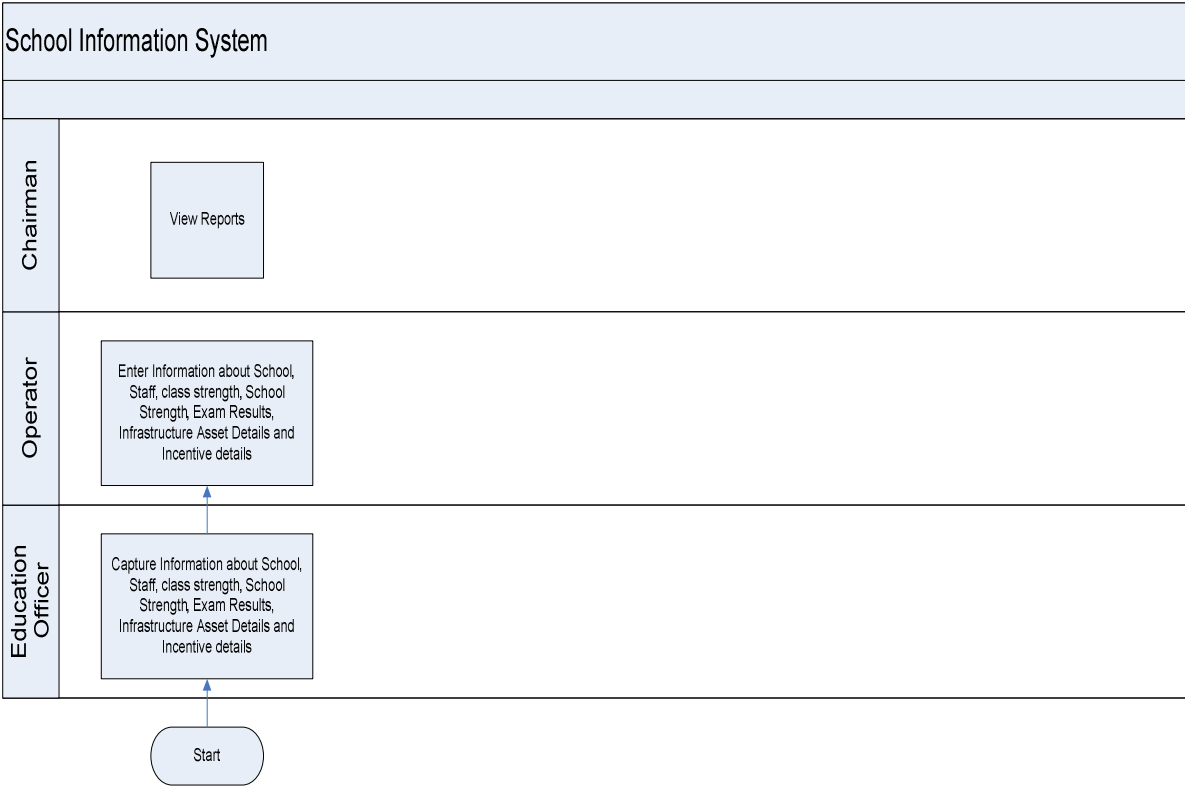 School Information System
Chairman
View Reports
Operator
Enter Information about School,
Staff, class strength, School
Strength, Exam Results,
Infrastructure Asset Details and
Incentive details
Education
Officer
Capture Information about School,
Staff, class strength, School
Strength, Exam Results,
Infrastructure Asset Details and
Incentive details
Start